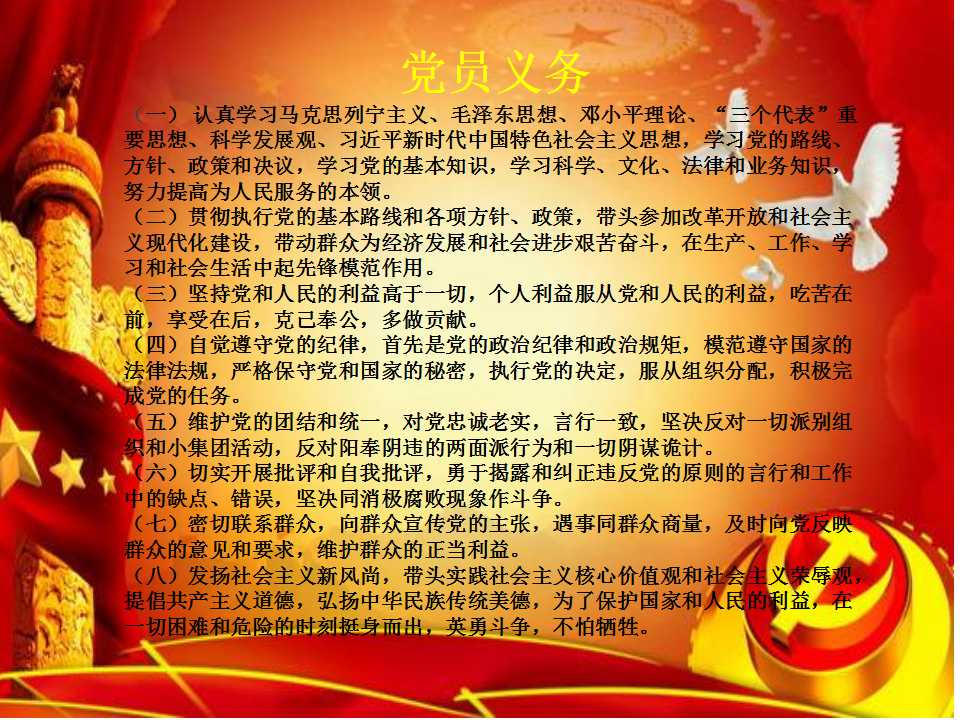 党员义务
（一） 认真学习马克思列宁主义、毛泽东思想、邓小平理论、“三个代表”重
要思想、科学发展观、习近平新时代中国特色社会主义思想，学习党的路线、
方针、政策和决议，学习党的基本知识，学习科学、文化、法律和业务知识，
努力提高为人民服务的本领。
（二）贯彻执行党的基本路线和各项方针、政策，带头参加改革开放和社会主
义现代化建设，带动群众为经济发展和社会进步艰苦奋斗，在生产、工作、学
习和社会生活中起先锋模范作用。
（三）坚持党和人民的利益高于一切，个人利益服从党和人民的利益，吃苦在
前，享受在后，克己奉公，多做贡献。
（四）自觉遵守党的纪律，首先是党的政治纪律和政治规矩，模范遵守国家的
法律法规，严格保守党和国家的秘密，执行党的决定，服从组织分配，积极完
成党的任务。
（五）维护党的团结和统一，对党忠诚老实，言行一致，坚决反对一切派别组
织和小集团活动，反对阳奉阴违的两面派行为和一切阴谋诡计。
（六）切实开展批评和自我批评，勇于揭露和纠正违反党的原则的言行和工作
中的缺点、错误，坚决同消极腐败现象作斗争。
（七）密切联系群众，向群众宣传党的主张，遇事同群众商量，及时向党反映
群众的意见和要求，维护群众的正当利益。
（八）发扬社会主义新风尚，带头实践社会主义核心价值观和社会主义荣辱观，
提倡共产主义道德，弘扬中华民族传统美德，为了保护国家和人民的利益，在
一切困难和危险的时刻挺身而出，英勇斗争，不怕牺牲。